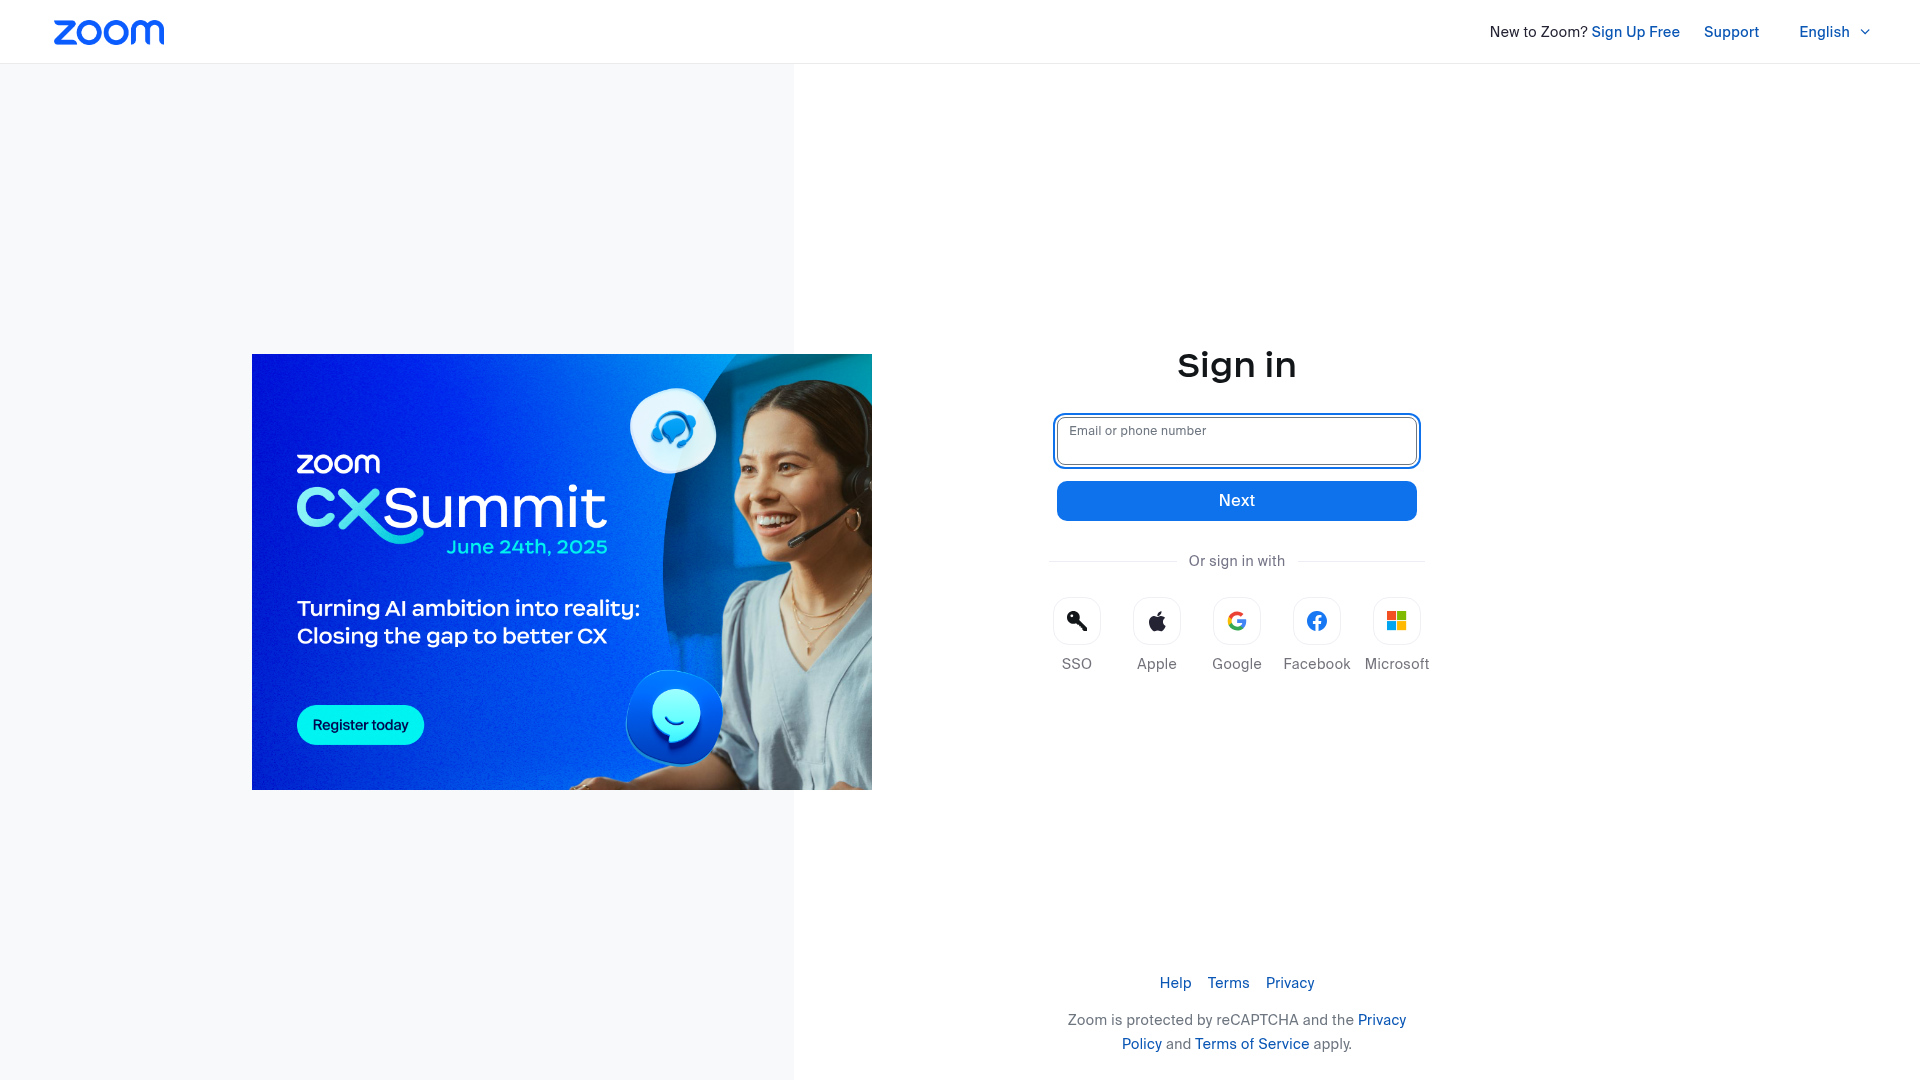 zoom
New to Zoom? Sign Up Free Support English
zoom
CXSummit
June 24th, 2025
Turning AI ambition into reality:
Closing the gap to better CX
Register today
Sign in
Email or phone number
Next
Or sign in with
SSO Apple Google Facebook Microsoft
Help Terms Privacy
Zoom is protected by reCAPTCHA and the Privacy
Policy and Terms of Service apply.